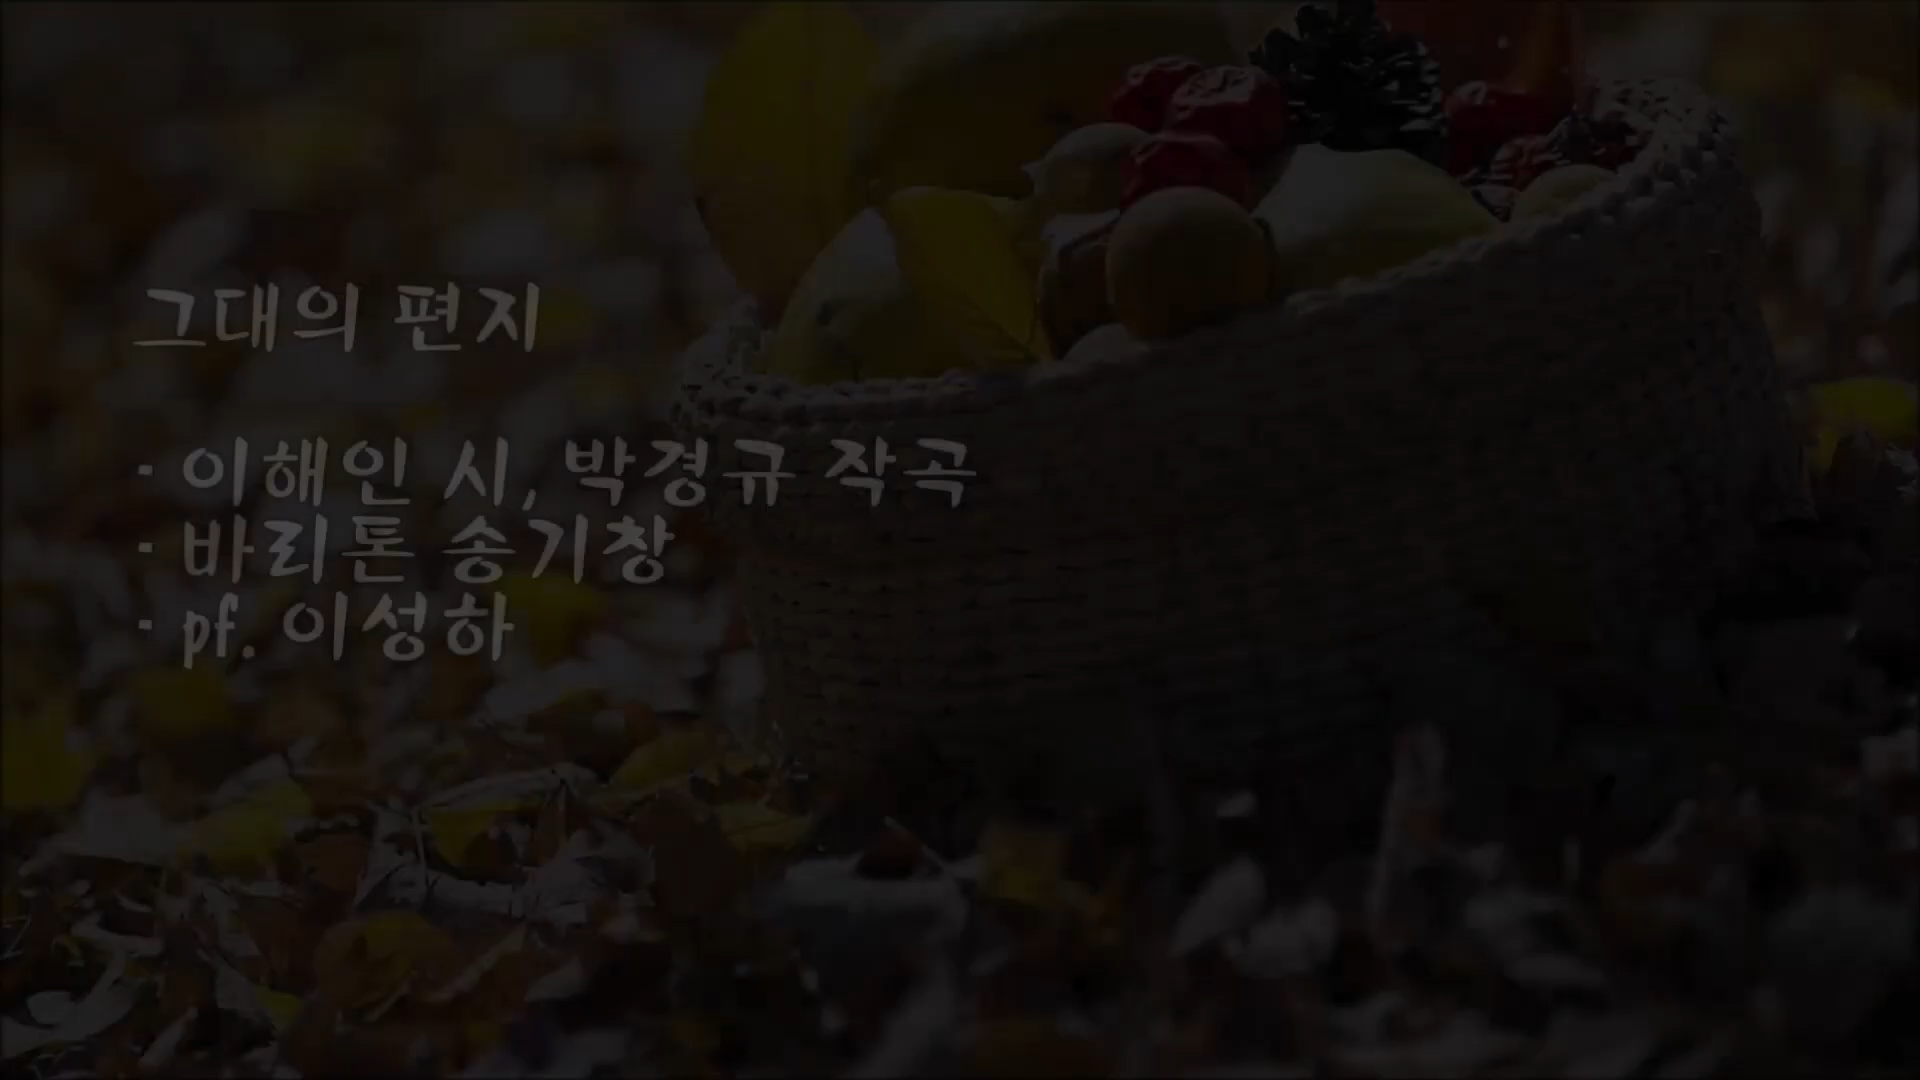 그대의 편지
· 이해인 시, 박경규 작곡
· 바리톤 송기창
· pf. 이성하